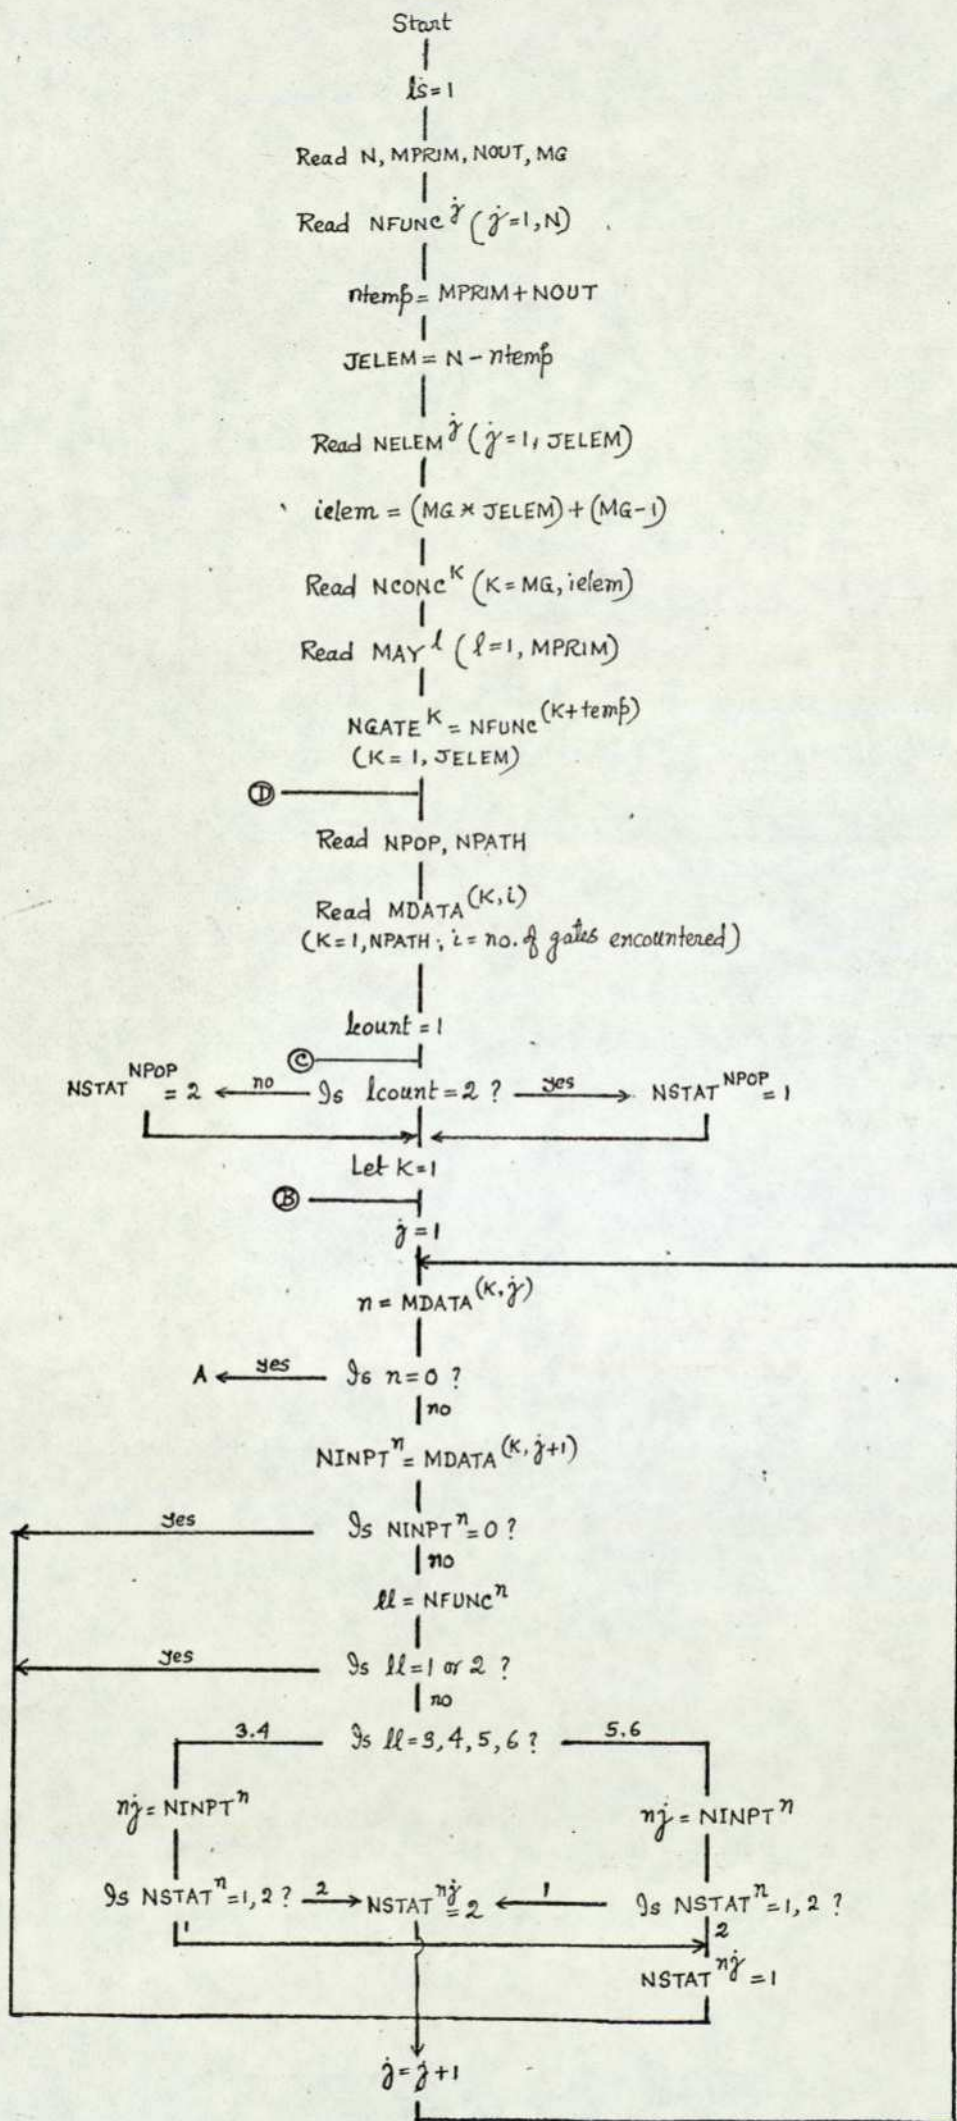 Start
ls=1
Read N, MPRIM, NOUT, MG
Read NFUNC^j (j=1, N)
ntemp = MPRIM + NOUT
JELEM = N - ntemp
Read NELEM^j (j=1, JELEM)
ielem = (MG * JELEM) + (MG-1)
Read NCONC^K (K=MG, ielem)
Read MAY^l (l=1, MPRIM)
NGATE^K = NFUNC^(K+temp)
(K=1, JELEM)
D
Read NPOP, NPATH
Read MDATA^(K,i)
(K=1, NPATH; i=no. of gates encountered)
lcount = 1
C
NSTAT^NPOP = 2 no Is lcount = 2 ? yes NSTAT^NPOP = 1
Let K=1
B
j = 1
n = MDATA^(K,j)
A yes Is n=0 ?
no
NINPT^n = MDATA^(K,j+1)
yes Is NINPT^n = 0 ?
no
ll = NFUNC^n
yes Is ll = 1 or 2 ?
no
3.4 Is ll = 3, 4, 5, 6 ? 5.6
nj = NINPT^n nj = NINPT^n
Is NSTAT^n = 1, 2 ? 2 NSTAT^nj = 2 1 Is NSTAT^n = 1, 2 ?
1 2
NSTAT^nj = 1
j = j+1